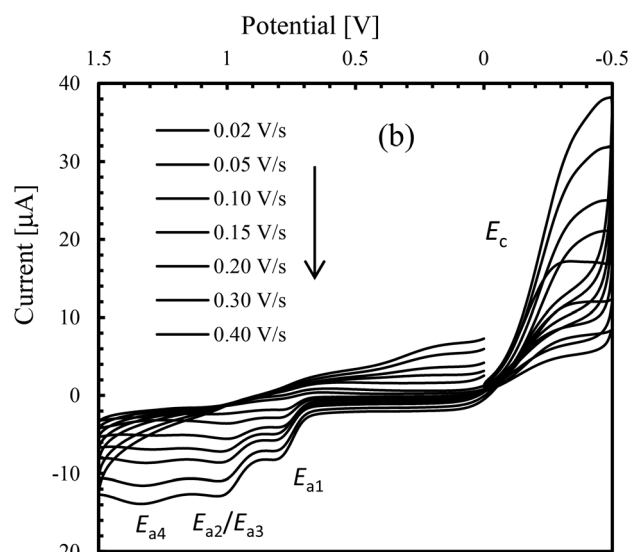 Potential [V]
1.5 1 0.5 0 -0.5
40
30
20
10
0
-10
20
Current [µA]
(b)
0.02 V/s
0.05 V/s
0.10 V/s
0.15 V/s
0.20 V/s
0.30 V/s
0.40 V/s
Ec
Ea1
Ea4 Ea2/Ea3